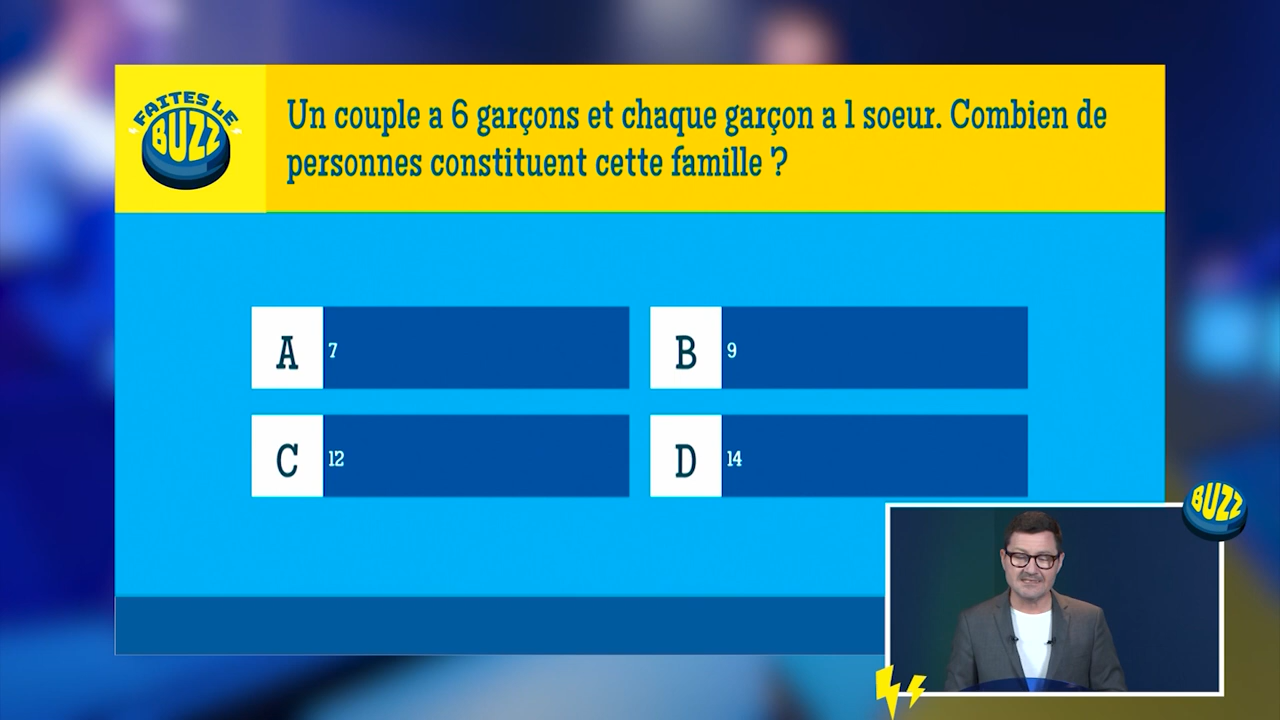 FAITES LE
BUZZ
Un couple a 6 garçons et chaque garçon a 1 soeur. Combien de
personnes constituent cette famille ?
A 7
B 9
C 12
D 14
BUZZ